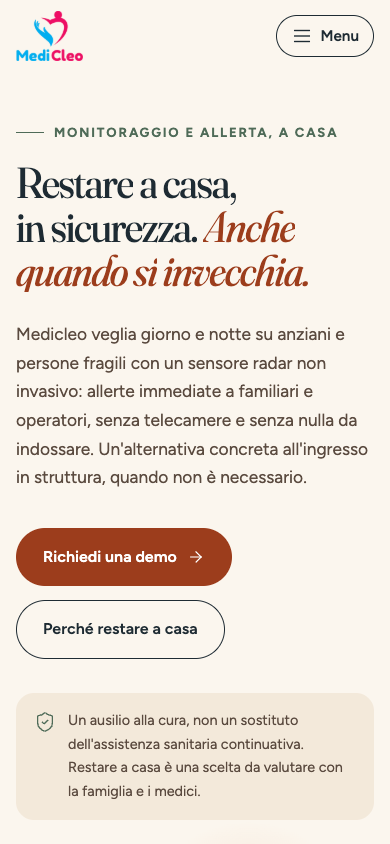 MediCleo
Menu
MONITORAGGIO E ALLERTA, A CASA
Restare a casa,
in sicurezza. Anche
quando si invecchia.
Medicleo veglia giorno e notte su anziani e
persone fragili con un sensore radar non
invasivo: allerte immediate a familiari e
operatori, senza telecamere e senza nulla da
indossare. Un'alternativa concreta all'ingresso
in struttura, quando non è necessario.
Richiedi una demo
Perché restare a casa
Un ausilio alla cura, non un sostituto
dell'assistenza sanitaria continuativa.
Restare a casa è una scelta da valutare con
la famiglia e i medici.